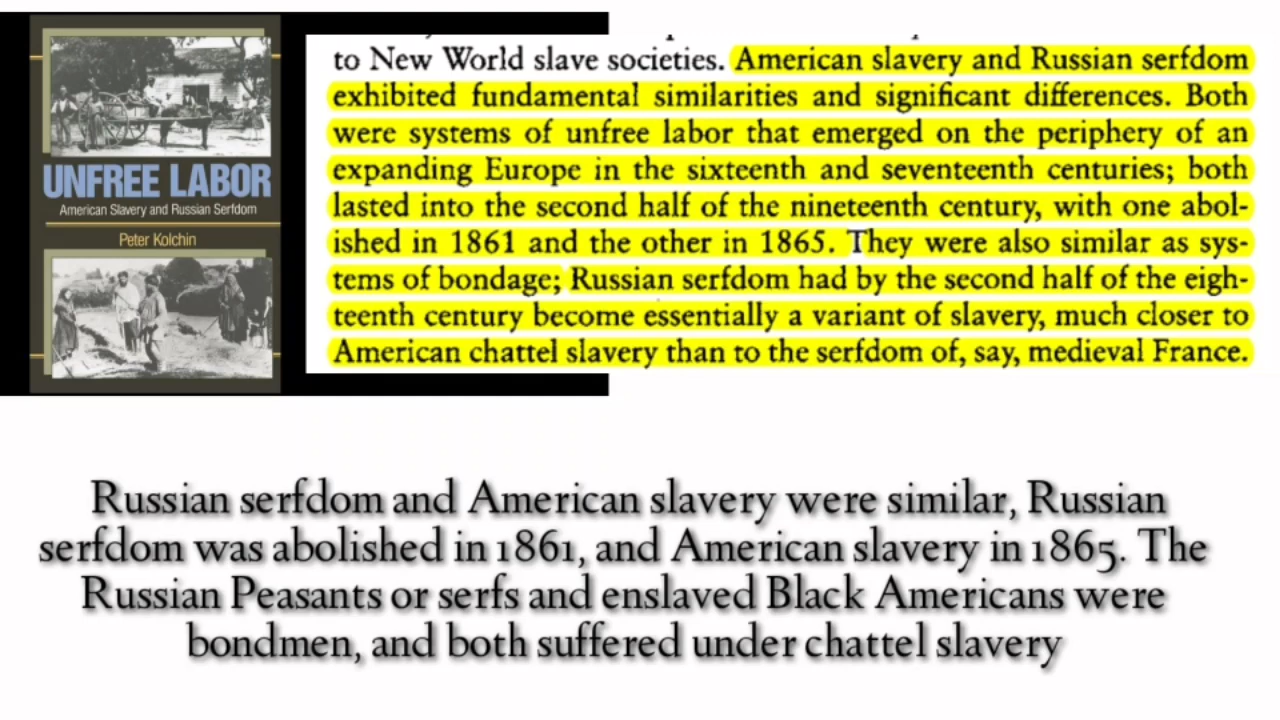 UNFREE LABOR
American Slavery and Russian Serfdom
Peter Kolchin
to New World slave societies. American slavery and Russian serfdom
exhibited fundamental similarities and significant differences. Both
were systems of unfree labor that emerged on the periphery of an
expanding Europe in the sixteenth and seventeenth centuries; both
lasted into the second half of the nineteenth century, with one abol-
ished in 1861 and the other in 1865. They were also similar as sys-
tems of bondage; Russian serfdom had by the second half of the eigh-
teenth century become essentially a variant of slavery, much closer to
American chattel slavery than to the serfdom of, say, medieval France.
Russian serfdom and American slavery were similar, Russian
serfdom was abolished in 1861, and American slavery in 1865. The
Russian Peasants or serfs and enslaved Black Americans were
bondmen, and both suffered under chattel slavery